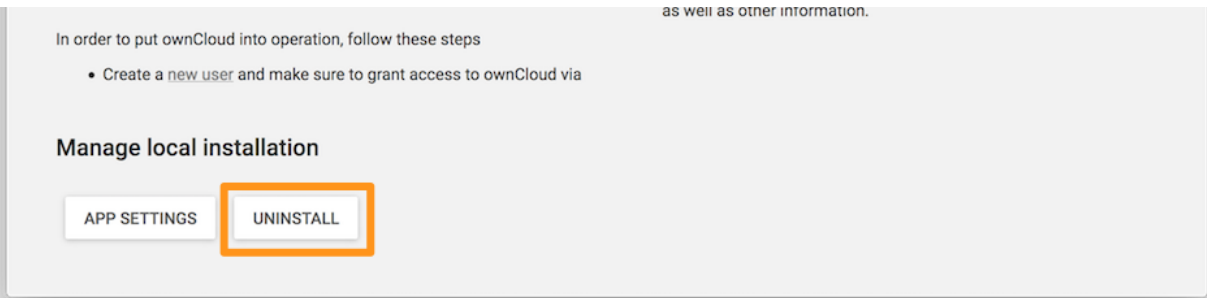 as well as other information.
In order to put ownCloud into operation, follow these steps
• Create a new user and make sure to grant access to ownCloud via
Manage local installation
APP SETTINGS
UNINSTALL